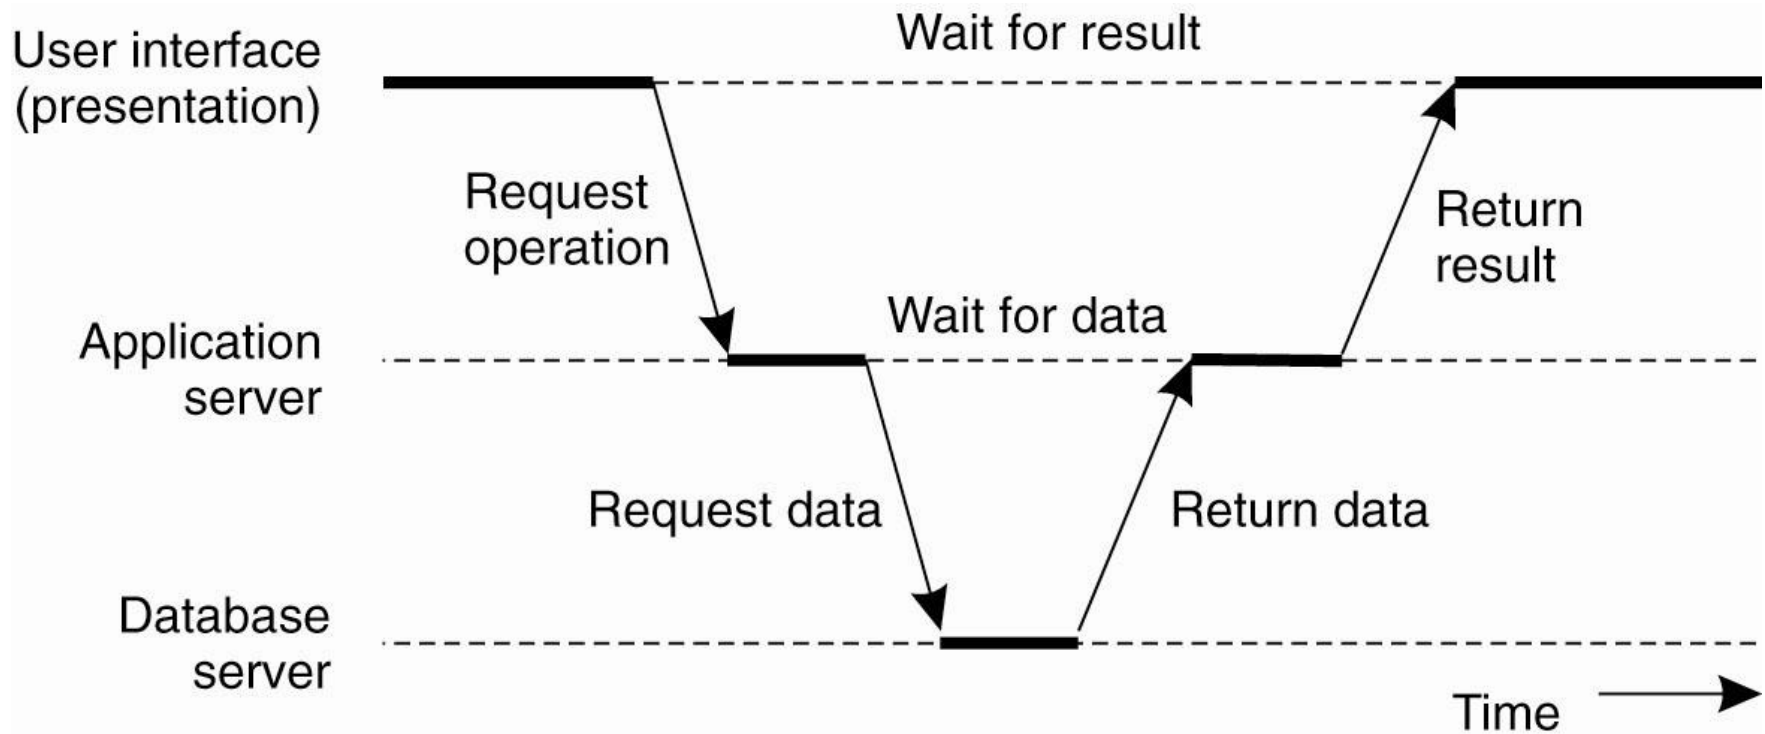 Wait for result
User interface
(presentation)
Request
operation
Return
result
Wait for data
Application
server
Request data
Return data
Database
server
Time